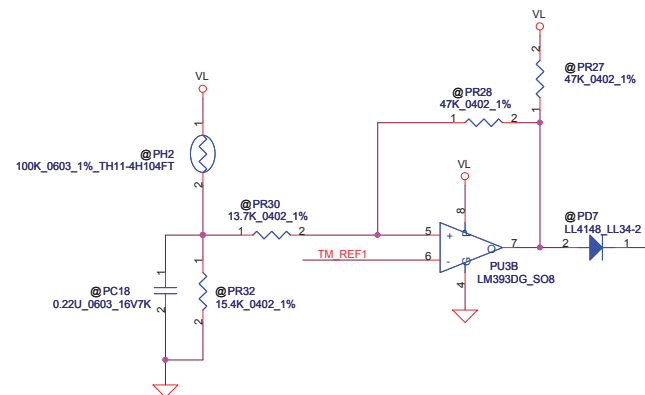 VL
2
@PR27
47K_0402_1%
1
@PR28
47K_0402_1%
1
2
VL
1
@PH2
100K_0603_1%_TH11-4H104FT
2
VL
@PR30
13.7K_0402_1%
1
2
8
5
+
P
6
-
G
O
7
TM_REF1
4
PU3B
LM393DG_SO8
@PD7
LL4148_LL34-2
2
1
1
@PC18
0.22U_0603_16V7K
2
1
@PR32
15.4K_0402_1%
2